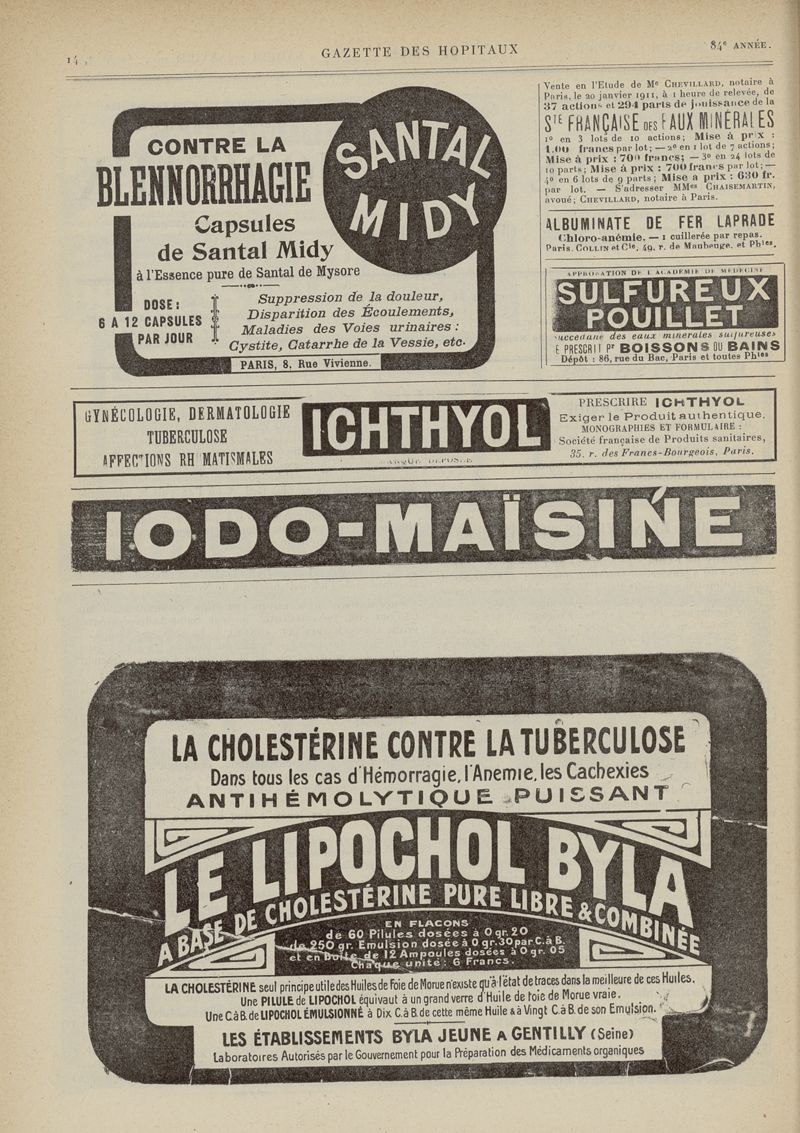 14
GAZETTE DES HOPITAUX
84e ANNÉE.
CONTRE LA
BLENNORRHAGIE
Capsules
de Santal Midy
à l'Essence pure de Santal de Mysore
SANTAL
MIDY
DOSE:
6 A 12 CAPSULES
PAR JOUR
Suppression de la douleur,
Disparition des Écoulements,
Maladies des Voies urinaires:
Cystite, Catarrhe de la Vessie, etc.
PARIS, 8, Rue Vivienne.
Vente en l'Etude de Me CHEVILLARD, notaire à
Paris, le 20 janvier 1911, à 1 heure de relevée, de
37 actions et 294 parts de jouissance de la
STE FRANÇAISE DES EAUX MINÉRALES
1o en 3 lots de 10 actions; Mise à prix :
francs par lot; — 2o en 1 lot de 7 actions;
Mise à prix : 700 francs; — 3o en 24 lots de
10 parts; Mise à prix : 700 francs par lot; —
4o en 6 lots de 9 parts; Mise a prix : 630 fr.
par lot. — S'adresser MMes CHAISEMARTIN,
avoué; CHEVILLARD, notaire à Paris.
ALBUMINATE DE FER LAPRADE
Chloro-anémie. — 1 cuillerée par repas.
Paris. COLLIN et Cie, 49, r. de Maubeuge, et Phies.
APPROBATION DE L'ACADÉMIE DE MÉDECINE
SULFUREUX
POUILLET
succédané des eaux minérales sulfureuses
SE PRESCRIT Pr BOISSONS OU BAINS
Dépôt : 86, rue du Bac, Paris et toutes Phies
GYNÉCOLOGIE, DERMATOLOGIE
TUBERCULOSE
AFFECTIONS RHUMATISMALES
ICHTHYOL
MARQUE DÉPOSÉE
PRESCRIRE ICHTHYOL
Exiger le Produit authentique.
MONOGRAPHIES ET FORMULAIRE :
Société française de Produits sanitaires,
35, r. des Francs-Bourgeois, Paris.
IODO-MAÏSINE
LA CHOLESTÉRINE CONTRE LA TUBERCULOSE
Dans tous les cas d'Hémorragie, l'Anemie, les Cachexies
ANTIHÉMOLYTIQUE PUISSANT
LE LIPOCHOL BYLA
A BASE DE CHOLESTÉRINE PURE LIBRE & COMBINÉE
EN FLACONS
de 60 Pilules dosées à 0 gr. 20
de 250 gr. Emulsion dosée à 0 gr. 30 par C. à B.
et en Boîte de 12 Ampoules dosées à 0 gr. 05
Chaque unité : 6 Francs.
LA CHOLESTÉRINE seul principe utile des Huiles de Foie de Morue n'existe qu'à l'état de traces dans la meilleure de ces Huiles.
Une PILULE de LIPOCHOL équivaut à un grand verre d'Huile de foie de Morue vraie.
Une C. à B. de LIPOCHOL ÉMULSIONNÉ à Dix C. à B. de cette même Huile & à Vingt C. à B. de son Emulsion.
LES ÉTABLISSEMENTS BYLA JEUNE A GENTILLY (Seine)
Laboratoires Autorisés par le Gouvernement pour la Préparation des Médicaments organiques